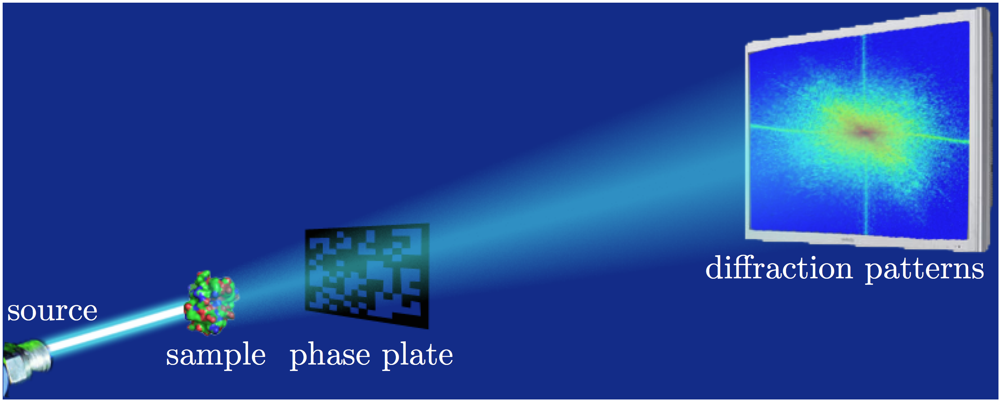 source
sample
phase plate
diffraction patterns